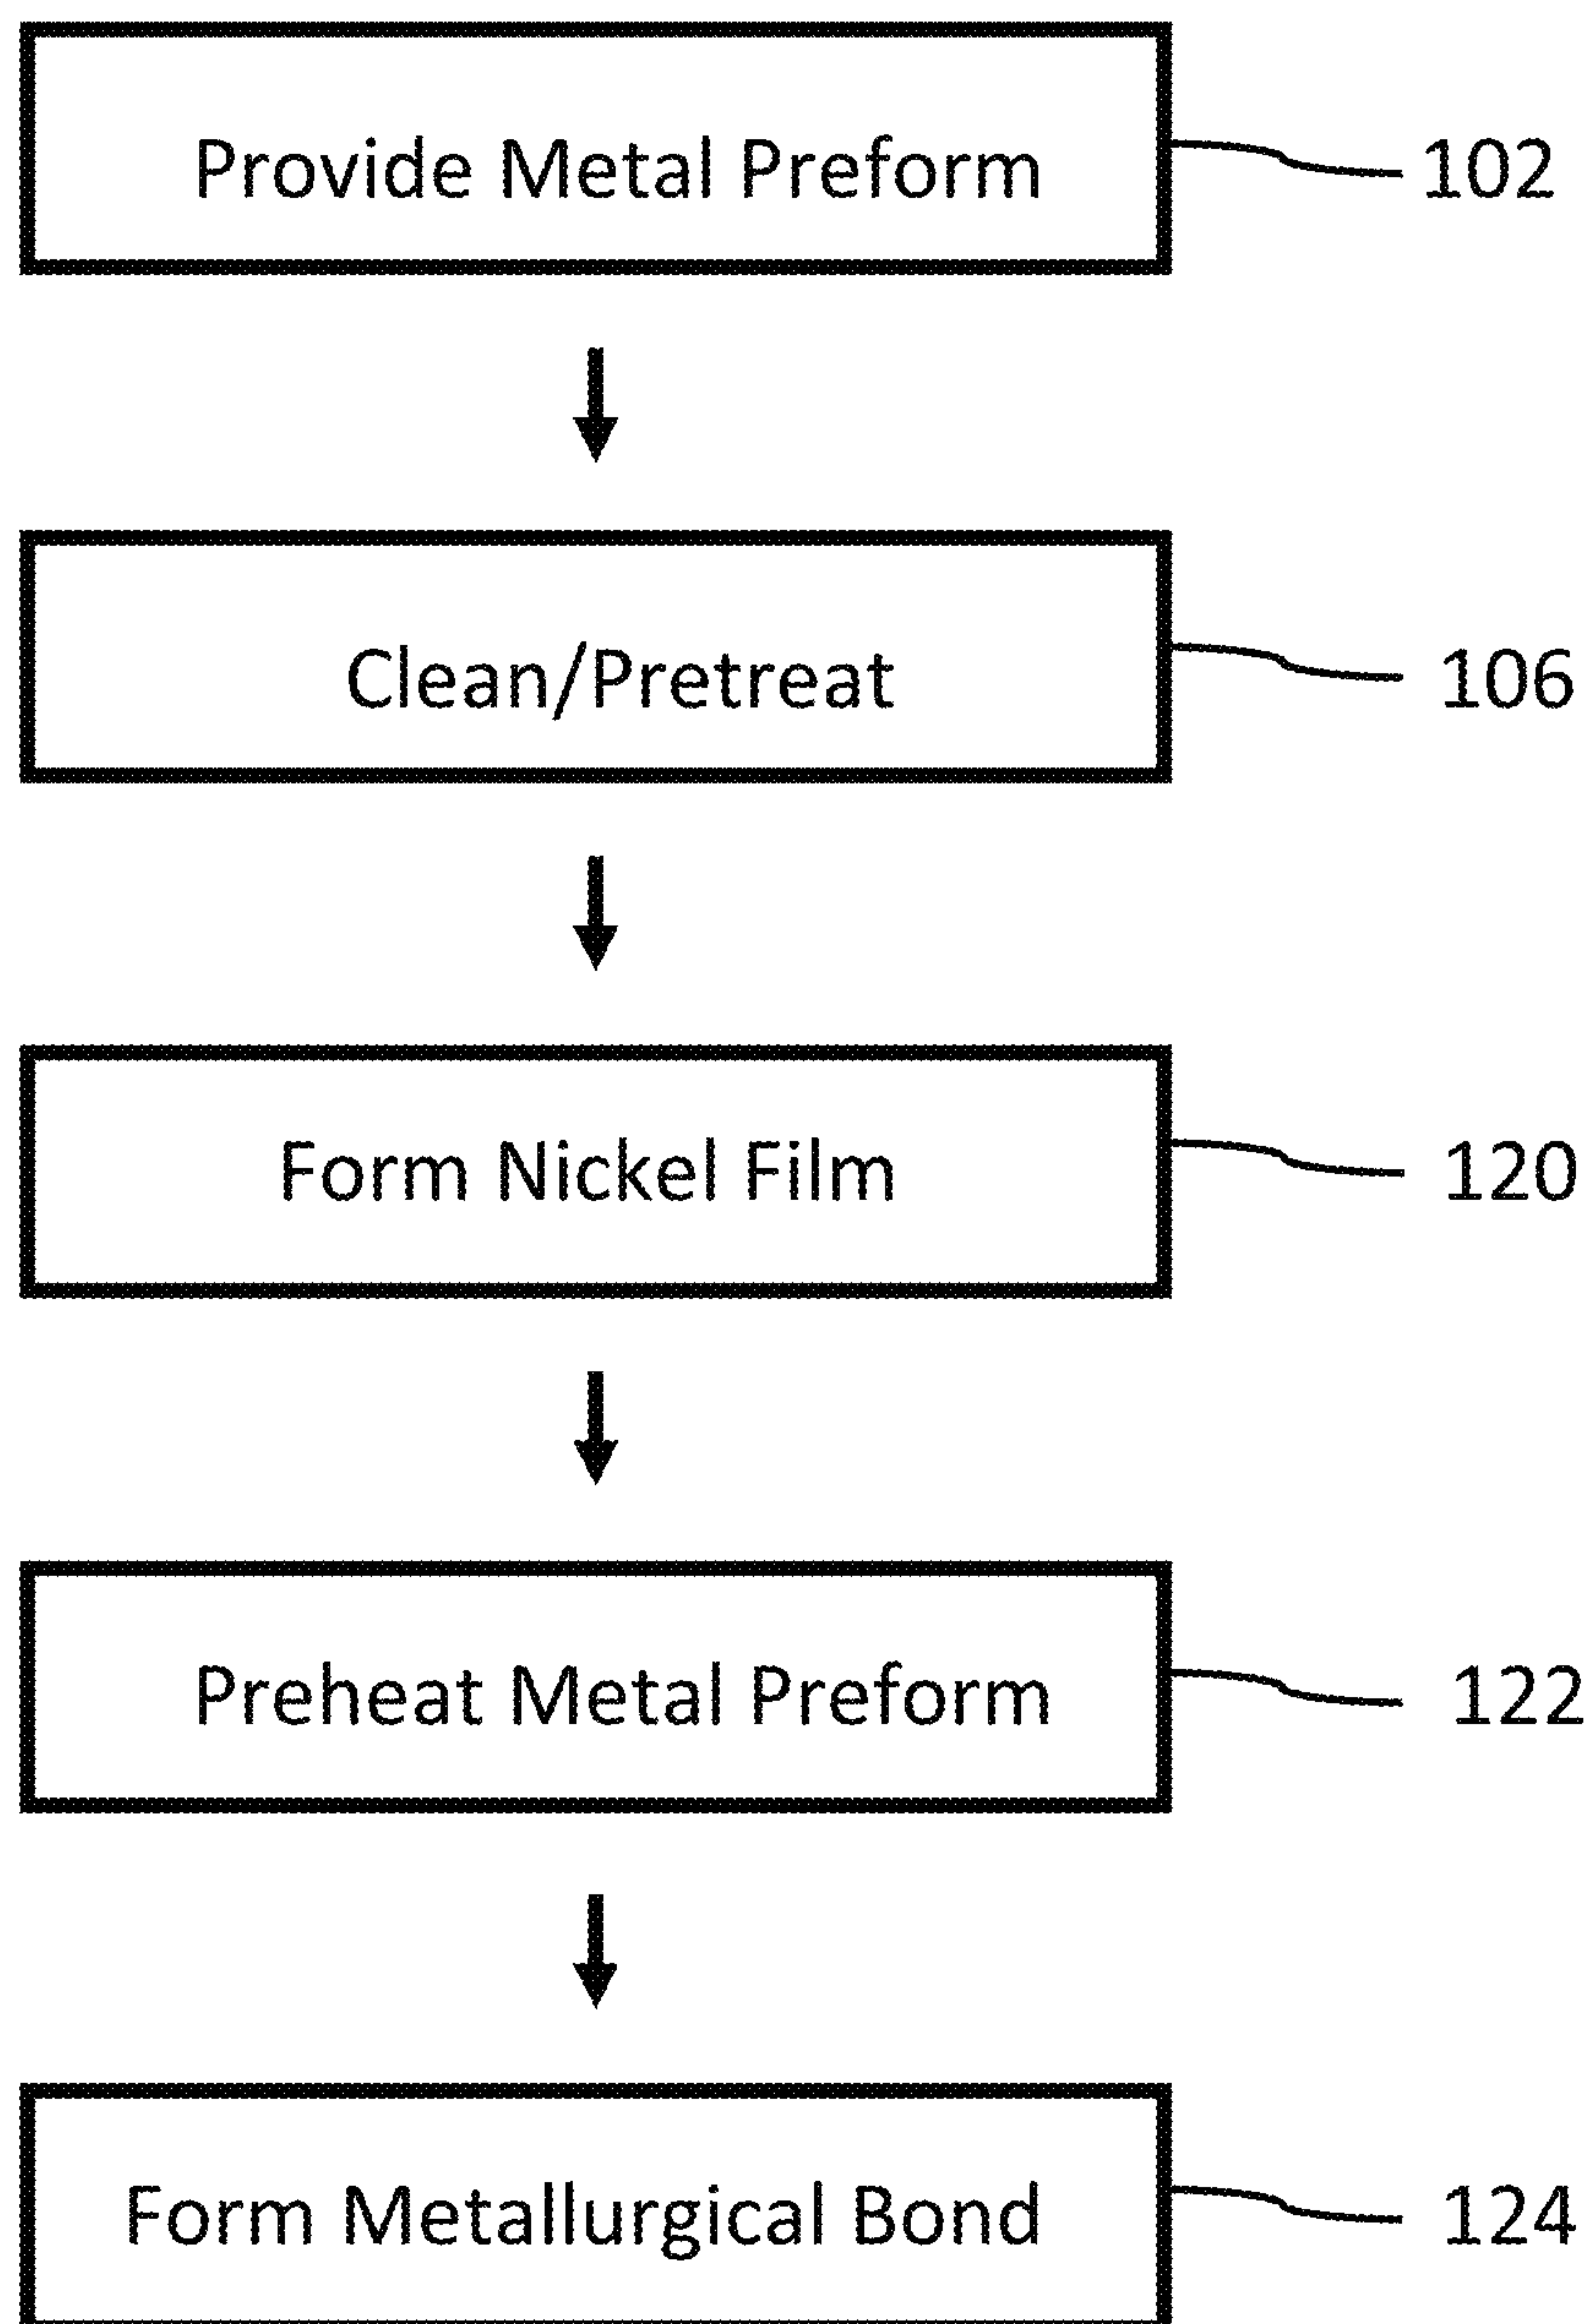 Provide Metal Preform 102
Clean/Pretreat 106
Form Nickel Film 120
Preheat Metal Preform 122
Form Metallurgical Bond 124